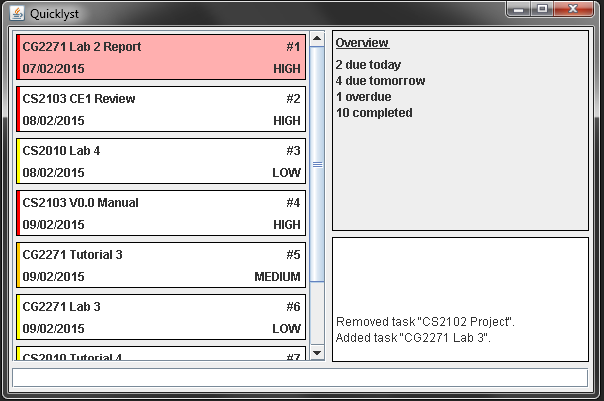 Quicklyst
CG2271 Lab 2 Report #1
07/02/2015 HIGH
CS2103 CE1 Review #2
08/02/2015 HIGH
CS2010 Lab 4 #3
08/02/2015 LOW
CS2103 V0.0 Manual #4
09/02/2015 HIGH
CG2271 Tutorial 3 #5
09/02/2015 MEDIUM
CG2271 Lab 3 #6
09/02/2015 LOW
CS2010 Tutorial 4 #7
Overview
2 due today
4 due tomorrow
1 overdue
10 completed
Removed task "CS2102 Project".
Added task "CG2271 Lab 3".